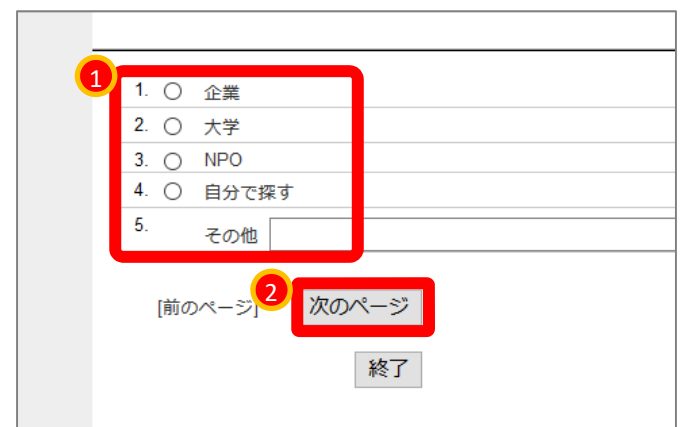 1
1. 企業
2. 大学
3. NPO
4. 自分で探す
5. その他
2
[前のページ] 次のページ
終了